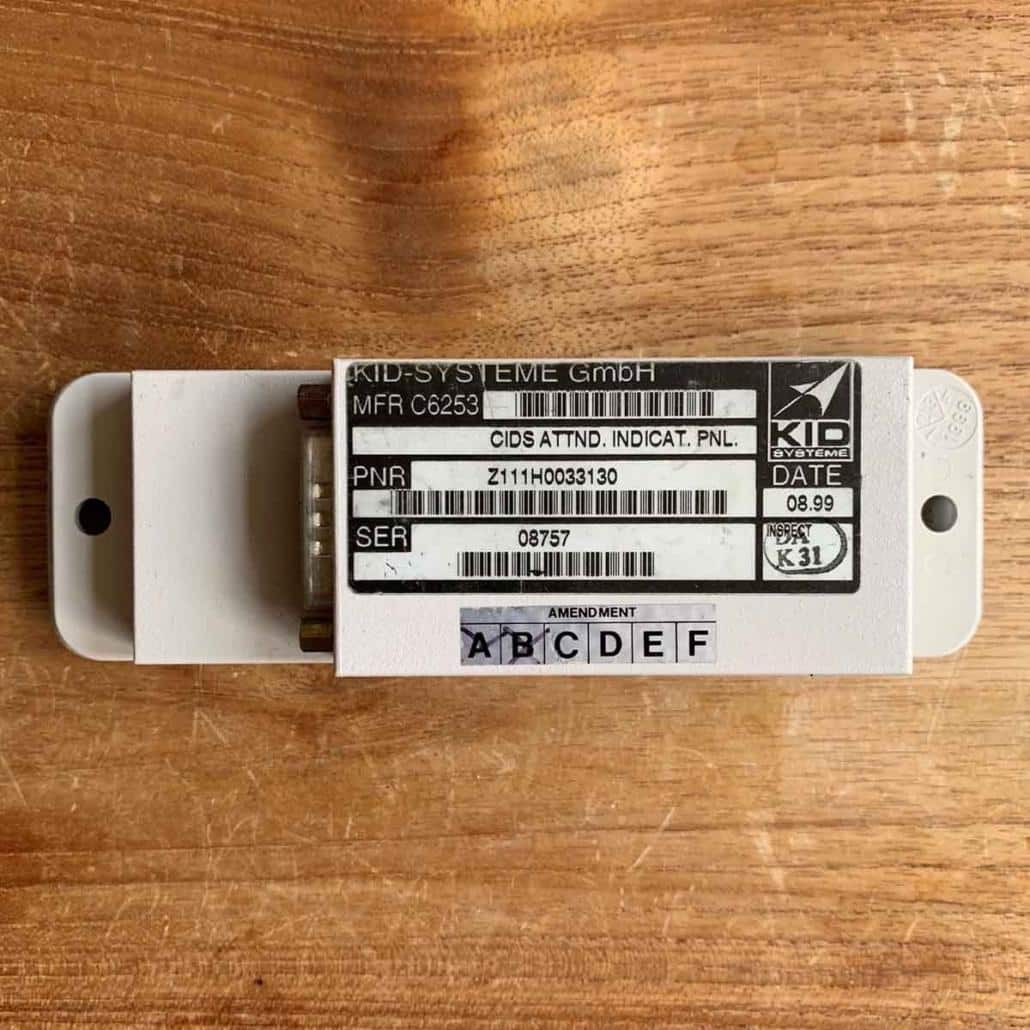 KID-SYSTEME GmbH
MFR C6253
CIDS ATTND. INDICAT. PNL.
PNR Z111H0033130
SER 08757
KID
SYSTEME
DATE
08.99
INSPECT
K 31
AMENDMENT
A B C D E F